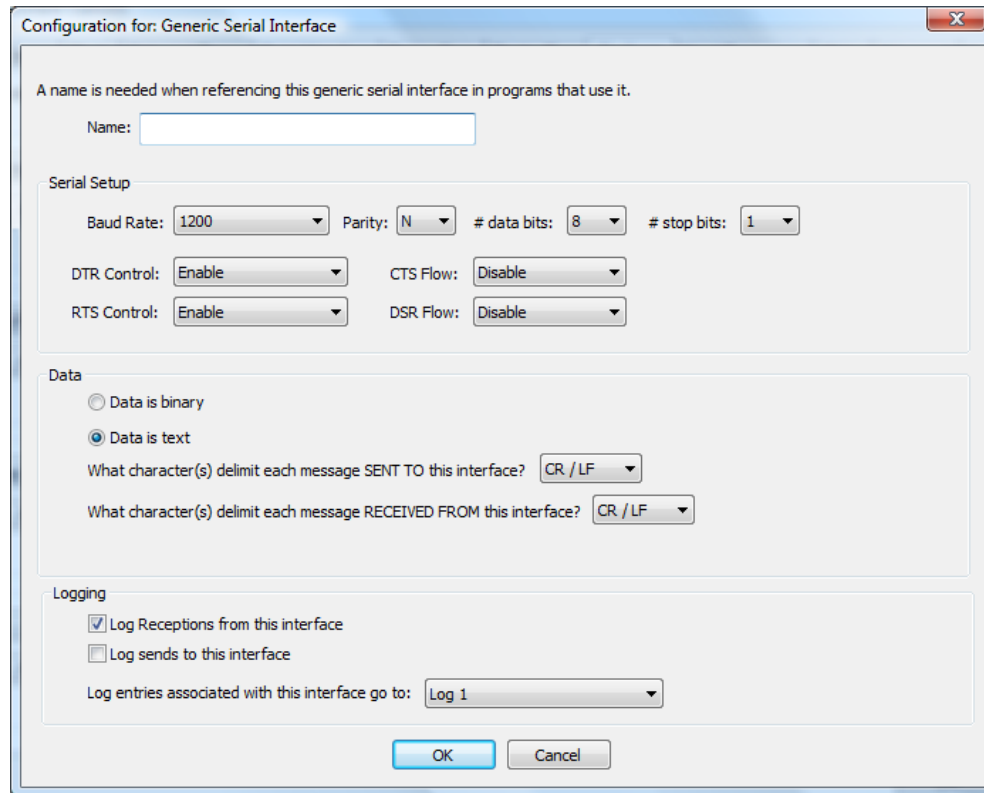 Configuration for: Generic Serial Interface
A name is needed when referencing this generic serial interface in programs that use it.
Name:
Serial Setup
Baud Rate: 1200 Parity: N # data bits: 8 # stop bits: 1
DTR Control: Enable CTS Flow: Disable
RTS Control: Enable DSR Flow: Disable
Data
Data is binary
Data is text
What character(s) delimit each message SENT TO this interface? CR / LF
What character(s) delimit each message RECEIVED FROM this interface? CR / LF
Logging
Log Receptions from this interface
Log sends to this interface
Log entries associated with this interface go to: Log 1
OK Cancel